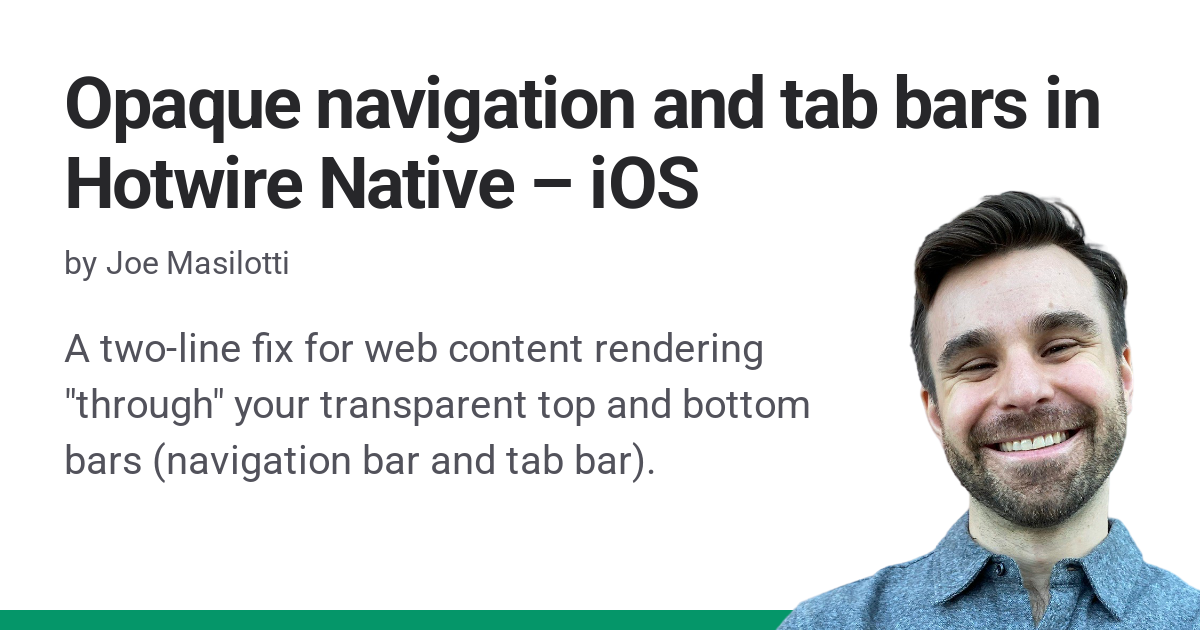 Opaque navigation and tab bars in
Hotwire Native – iOS
by Joe Masilotti
A two-line fix for web content rendering
"through" your transparent top and bottom
bars (navigation bar and tab bar).